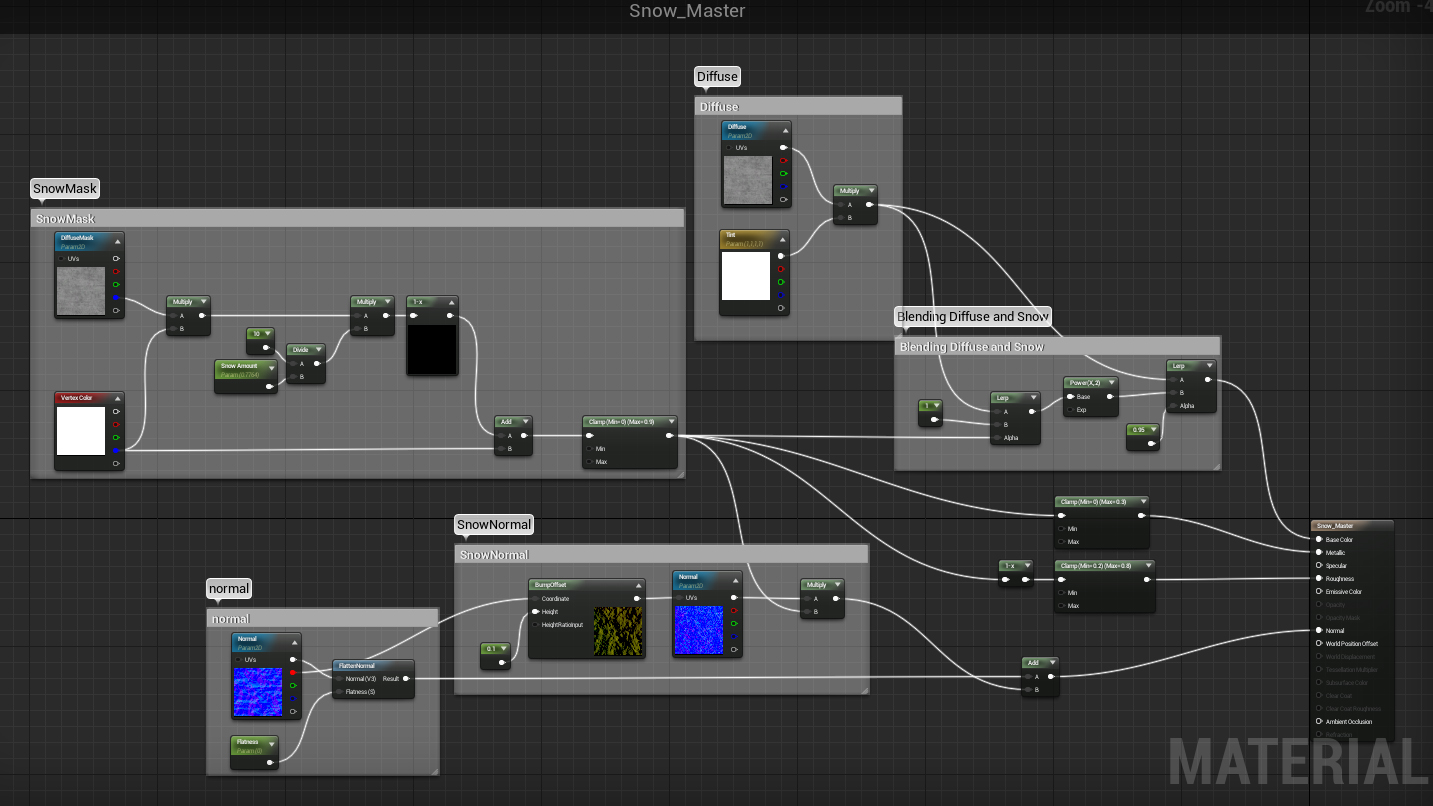 Snow_Master
Zoom -4
Diffuse
Diffuse
Diffuse
Param2D
UVs
Multiply
A
B
Tint
Param (1,1,1,1)
SnowMask
SnowMask
DiffuseMask
Param2D
UVs
Multiply
A
B
10
Divide
A
B
Snow Amount
Param (0.7764)
Multiply
A
B
1-x
Vertex Color
Add
A
B
Clamp (Min=0) (Max=0.9)
Min
Max
Blending Diffuse and Snow
Blending Diffuse and Snow
1
Lerp
A
B
Alpha
Power(X, 2)
Base
Exp
Lerp
A
B
Alpha
0.95
Clamp (Min=0) (Max=0.3)
Min
Max
1-x
Clamp (Min=0.2) (Max=0.8)
Min
Max
SnowNormal
SnowNormal
BumpOffset
Coordinate
Height
HeightRatioInput
0.1
Normal
Param2D
UVs
Multiply
A
B
normal
normal
Normal
Param2D
UVs
FlattenNormal
Normal (V3) Result
Flatness (S)
Flatness
Param (0)
Add
A
B
Snow_Master
Base Color
Metallic
Specular
Roughness
Emissive Color
Opacity
Opacity Mask
Normal
World Position Offset
World Displacement
Tessellation Multiplier
Subsurface Color
Clear Coat
Clear Coat Roughness
Ambient Occlusion
Refraction
MATERIAL